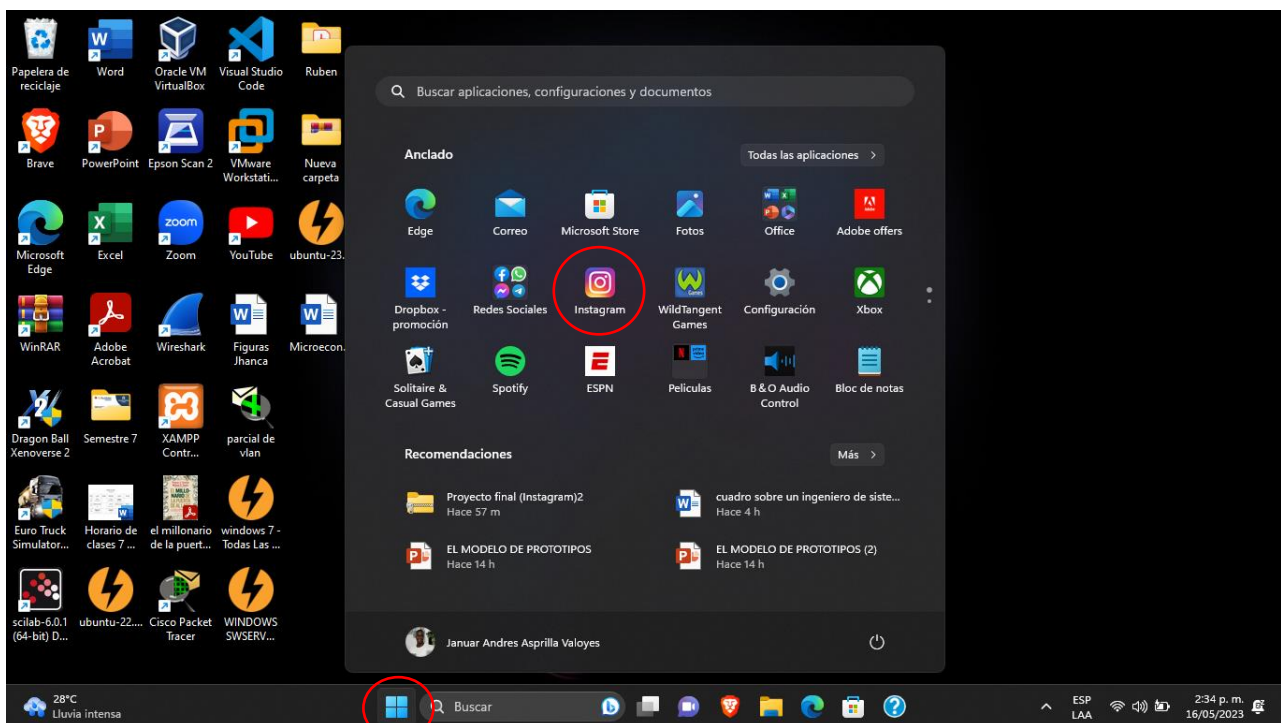 Papelera de
reciclaje
Word
Oracle VM
VirtualBox
Visual Studio
Code
Ruben
Brave
PowerPoint
Epson Scan 2
VMware
Workstati...
Nueva
carpeta
Microsoft
Edge
Excel
zoom
Zoom
YouTube
ubuntu-23.
WinRAR
Adobe
Acrobat
Wireshark
Figuras
Jhanca
Microecon.
Dragon Ball
Xenoverse 2
Semestre 7
XAMPP
Contr...
parcial de
vlan
Euro Truck
Simulator...
Horario de
clases 7 ...
el millonario
de la puert...
windows 7 -
Todas Las ...
scilab-6.0.1
(64-bit) D...
ubuntu-22....
Cisco Packet
Tracer
WINDOWS
SWSERV...
Buscar aplicaciones, configuraciones y documentos
Anclado
Todas las aplicaciones >
Edge
Correo
Microsoft Store
Fotos
Office
Adobe offers
Dropbox -
promoción
Redes Sociales
Instagram
WildTangent
Games
Configuración
Xbox
Solitaire &
Casual Games
Spotify
ESPN
Peliculas
B&O Audio
Control
Bloc de notas
Recomendaciones
Más >
Proyecto final (Instagram)2
Hace 57 m
cuadro sobre un ingeniero de siste...
Hace 4 h
EL MODELO DE PROTOTIPOS
Hace 14 h
EL MODELO DE PROTOTIPOS (2)
Hace 14 h
Januar Andres Asprilla Valoyes
28°C
Lluvia intensa
Buscar
ESP
LAA
2:34 p. m.
16/05/2023